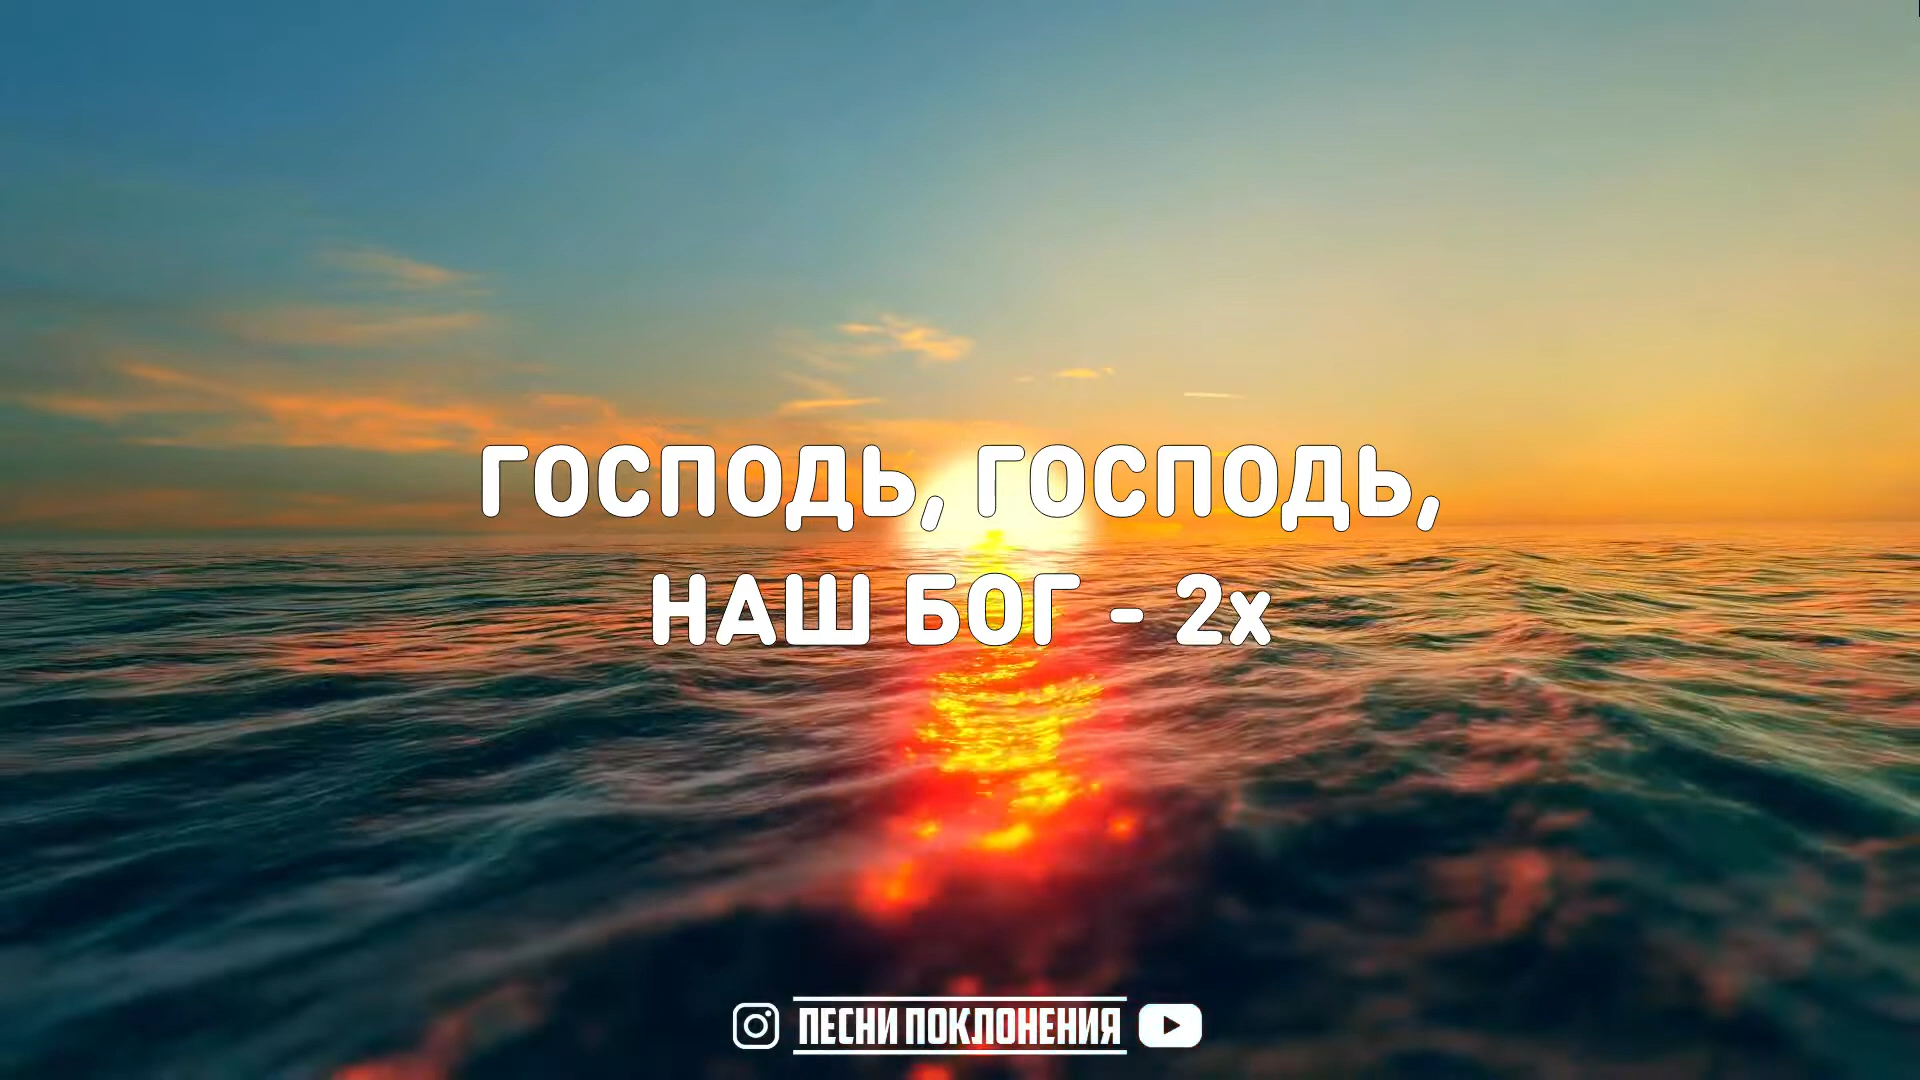 ГОСПОДЬ, ГОСПОДЬ,
НАШ БОГ - 2х
ПЕСНИ ПОКЛОНЕНИЯ